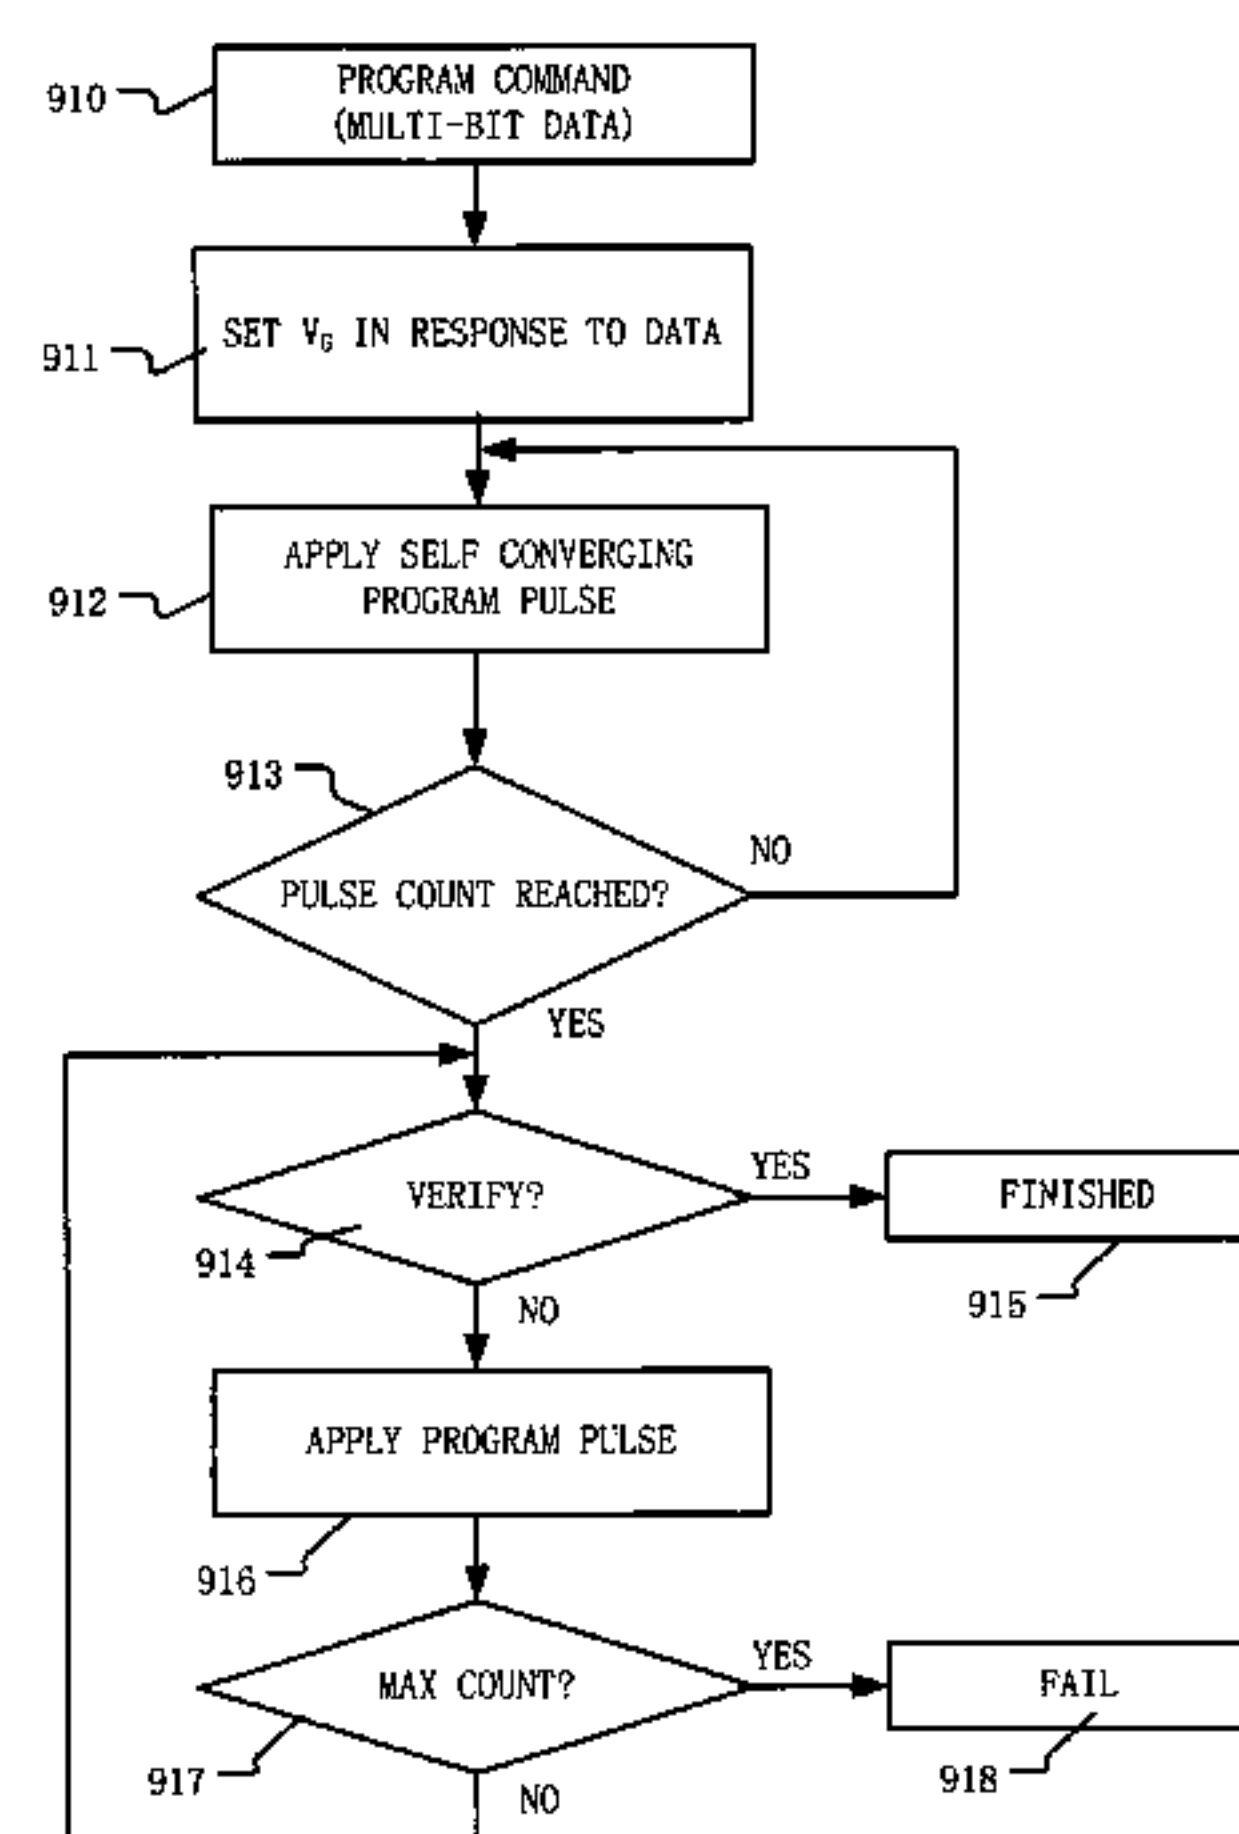 910
PROGRAM COMMAND
(MULTI-BIT DATA)
911
SET VG IN RESPONSE TO DATA
912
APPLY SELF CONVERGING
PROGRAM PULSE
913
NO
PULSE COUNT REACHED?
YES
VERIFY?
YES
FINISHED
914
915
NO
APPLY PROGRAM PULSE
916
MAX COUNT?
YES
FAIL
917
918
NO